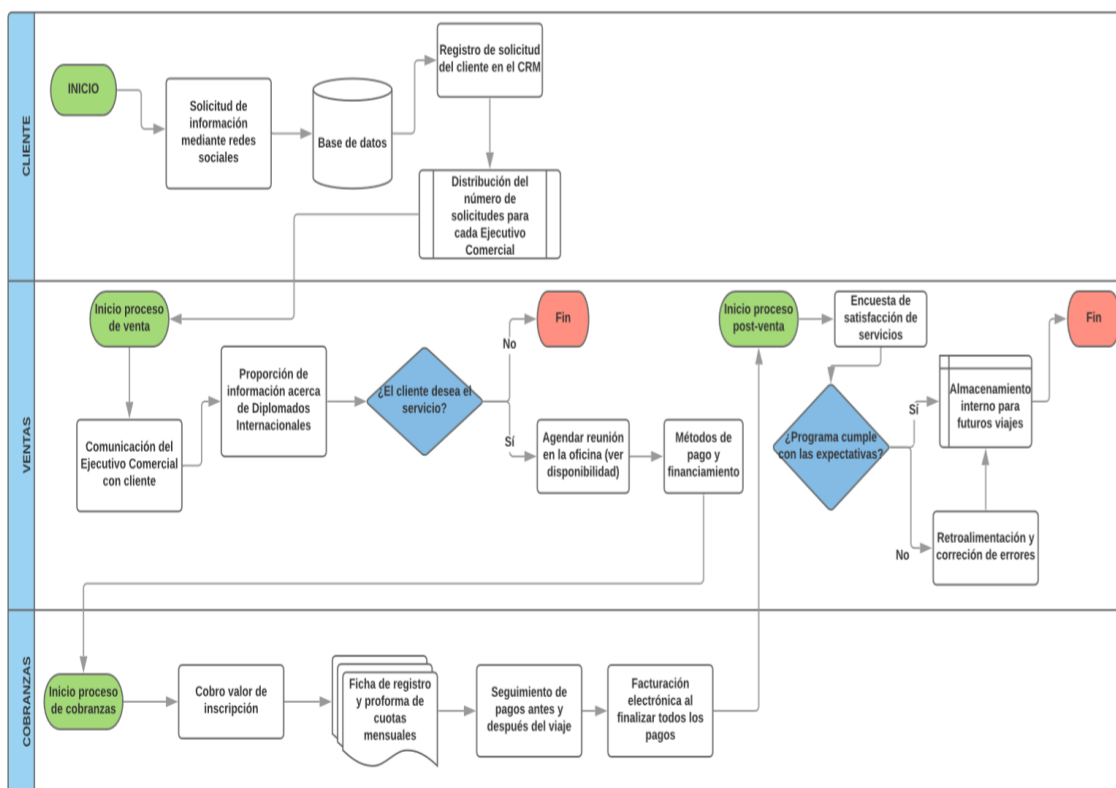 CLIENTE
INICIO
Solicitud de
información
mediante redes
sociales
Base de datos
Registro de solicitud
del cliente en el CRM
Distribución del
número de
solicitudes para
cada Ejecutivo
Comercial
VENTAS
Inicio proceso
de venta
Comunicación del
Ejecutivo Comercial
con cliente
Proporción de
información acerca
de Diplomados
Internacionales
¿El cliente desea el
servicio?
No
Fin
Sí
Agendar reunión
en la oficina (ver
disponibilidad)
Métodos de
pago y
financiamiento
Inicio proceso
post-venta
Encuesta de
satisfacción de
servicios
¿Programa cumple
con las expectativas?
Sí
Almacenamiento
interno para
futuros viajes
Fin
No
Retroalimentación y
correción de errores
COBRANZAS
Inicio proceso
de cobranzas
Cobro valor de
inscripción
Ficha de registro
y proforma de
cuotas
mensuales
Seguimiento de
pagos antes y
después del viaje
Facturación
electrónica al
finalizar todos los
pagos